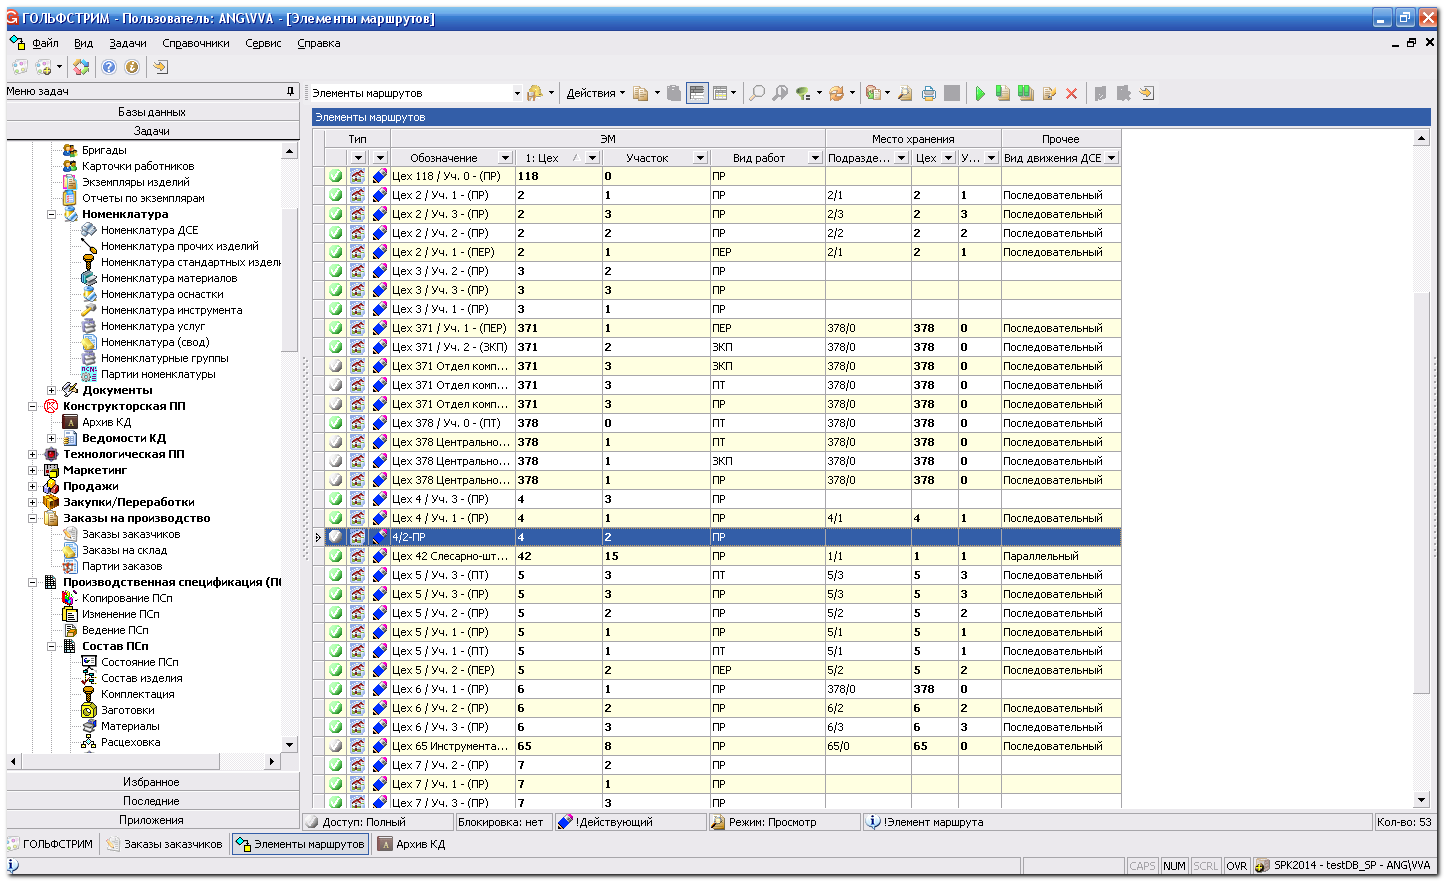 ГОЛЬФСТРИМ - Пользователь: ANG\VVA - [Элементы маршрутов]
Файл Вид Задачи Справочники Сервис Справка
Меню задач
Элементы маршрутов Действия
Базы данных
Задачи
Бригады
Карточки работников
Экземпляры изделий
Отчеты по экземплярам
Номенклатура
Номенклатура ДСЕ
Номенклатура прочих изделий
Номенклатура стандартных издели
Номенклатура материалов
Номенклатура оснастки
Номенклатура инструмента
Номенклатура услуг
Номенклатура (свод)
Номенклатурные группы
Партии номенклатуры
Документы
Конструкторская ПП
Архив КД
Ведомости КД
Технологическая ПП
Маркетинг
Продажи
Закупки/Переработки
Заказы на производство
Заказы заказчиков
Заказы на склад
Партии заказов
Производственная спецификация (П
Копирование ПСп
Изменение ПСп
Ведение ПСп
Состав ПСп
Состояние ПСп
Состав изделия
Комплектация
Заготовки
Материалы
Расцеховка
Избранное
Последние
Приложения
Элементы маршрутов
Тип ЭМ Место хранения Прочее
Обозначение 1: Цех Участок Вид работ Подразде... Цех У... Вид движения ДСЕ
Цех 118 / Уч. 0 - (ПР) 118 0 ПР
Цех 2 / Уч. 1 - (ПР) 2 1 ПР 2/1 2 1 Последовательный
Цех 2 / Уч. 3 - (ПР) 2 3 ПР 2/3 2 3 Последовательный
Цех 2 / Уч. 2 - (ПР) 2 2 ПР 2/2 2 2 Последовательный
Цех 2 / Уч. 1 - (ПЕР) 2 1 ПЕР 2/1 2 1 Последовательный
Цех 3 / Уч. 2 - (ПР) 3 2 ПР
Цех 3 / Уч. 3 - (ПР) 3 3 ПР
Цех 3 / Уч. 1 - (ПР) 3 1 ПР
Цех 371 / Уч. 1 - (ПЕР) 371 1 ПЕР 378/0 378 0 Последовательный
Цех 371 / Уч. 2 - (ЗКП) 371 2 ЗКП 378/0 378 0 Последовательный
Цех 371 Отдел комп... 371 3 ЗКП 378/0 378 0 Последовательный
Цех 371 Отдел комп... 371 3 ПТ 378/0 378 0 Последовательный
Цех 371 Отдел комп... 371 3 ПР 378/0 378 0 Последовательный
Цех 378 / Уч. 0 - (ПТ) 378 0 ПТ 378/0 378 0 Последовательный
Цех 378 Центрально... 378 1 ПТ 378/0 378 0 Последовательный
Цех 378 Центрально... 378 1 ЗКП 378/0 378 0 Последовательный
Цех 378 Центрально... 378 1 ПР 378/0 378 0 Последовательный
Цех 4 / Уч. 3 - (ПР) 4 3 ПР
Цех 4 / Уч. 1 - (ПР) 4 1 ПР 4/1 4 1 Последовательный
4/2-ПР 4 2 ПР
Цех 42 Слесарно-шт... 42 15 ПР 1/1 1 1 Параллельный
Цех 5 / Уч. 3 - (ПТ) 5 3 ПТ 5/3 5 3 Последовательный
Цех 5 / Уч. 3 - (ПР) 5 3 ПР 5/3 5 3 Последовательный
Цех 5 / Уч. 2 - (ПР) 5 2 ПР 5/2 5 2 Последовательный
Цех 5 / Уч. 1 - (ПР) 5 1 ПР 5/1 5 1 Последовательный
Цех 5 / Уч. 1 - (ПТ) 5 1 ПТ 5/1 5 1 Последовательный
Цех 5 / Уч. 2 - (ПЕР) 5 2 ПЕР 5/2 5 2 Последовательный
Цех 6 / Уч. 1 - (ПР) 6 1 ПР 378/0 378 0
Цех 6 / Уч. 2 - (ПР) 6 2 ПР 6/2 6 2 Последовательный
Цех 6 / Уч. 3 - (ПР) 6 3 ПР 6/3 6 3 Последовательный
Цех 65 Инструмента... 65 8 ПР 65/0 65 0 Последовательный
Цех 7 / Уч. 2 - (ПР) 7 2 ПР
Цех 7 / Уч. 1 - (ПР) 7 1 ПР
Цех 7 / Уч. 3 - (ПР) 7 3 ПР
Доступ: Полный Блокировка: нет !Действующий Режим: Просмотр !Элемент маршрута Кол-во: 53
ГОЛЬФСТРИМ Заказы заказчиков Элементы маршрутов Архив КД
CAPS NUM SCRL OVR SPK2014 - testDB_SP - ANG\VVA